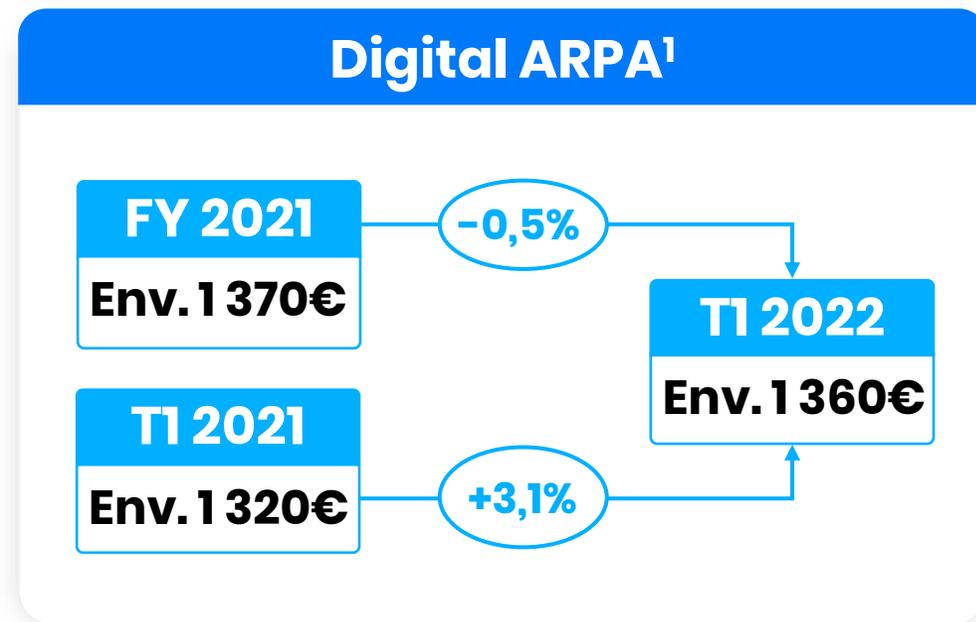 Digital ARPA¹
FY 2021
Env. 1 370€
-0,5%
T1 2022
Env. 1 360€
T1 2021
Env. 1 320€
+3,1%